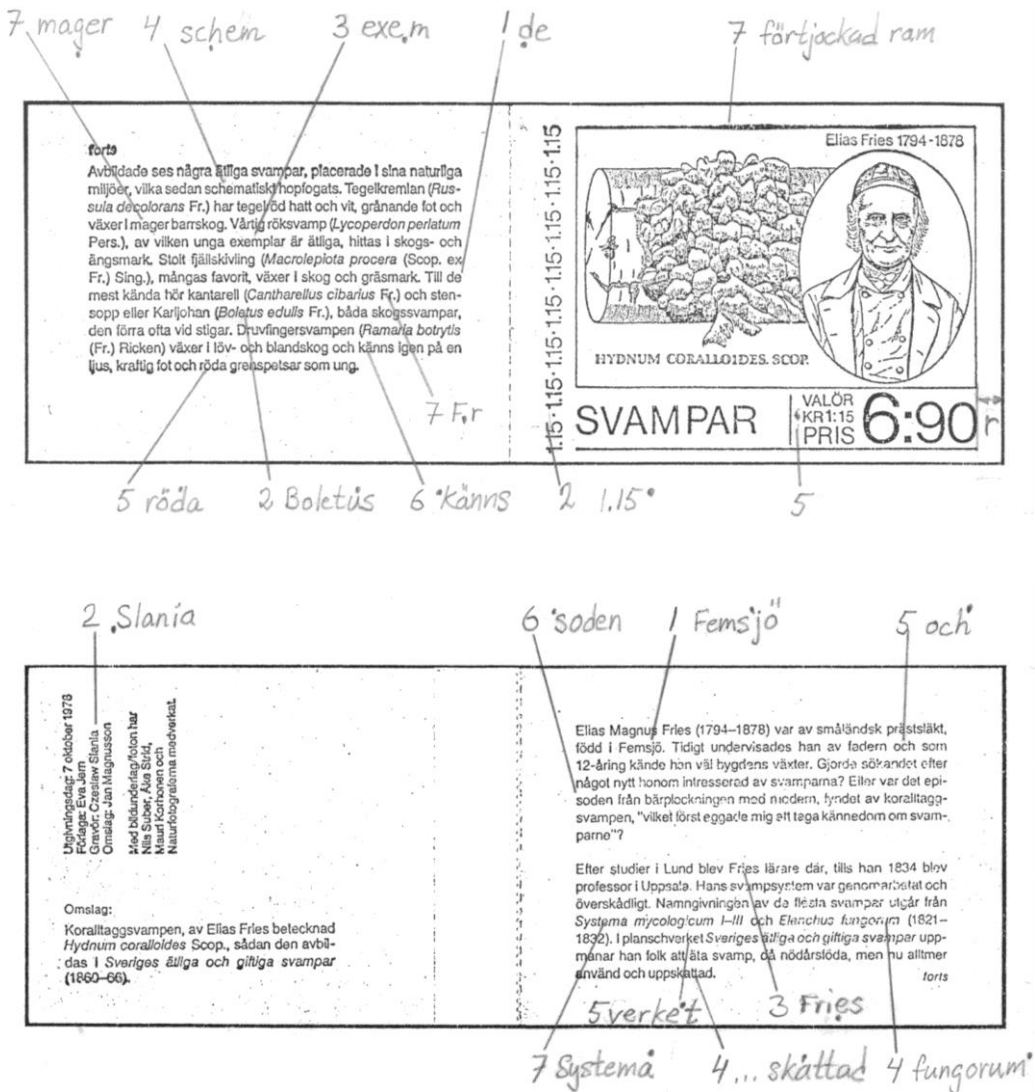 7 mager 4 schem 3 exem 1 de 7 förtjockad ram
forts
Avbildade ses några ätliga svampar, placerade i sina naturliga
miljöer, vilka sedan schematiskt hopfogats. Tegelkremlan (Rus-
sula decolorans Fr.) har tegelröd hatt och vit, grånande fot och
växer i mager barrskog. Vårtig röksvamp (Lycoperdon perlatum
Pers.), av vilken unga exemplar är ätliga, hittas i skogs- och
ängsmark. Stolt fjällskivling (Macrolepiota procera (Scop. ex
Fr.) Sing.), mångas favorit, växer i skog och gräsmark. Till de
mest kända hör kantarell (Cantharellus cibarius Fr.) och sten-
sopp eller Karljohan (Boletus edulis Fr.), båda skogssvampar,
den förra ofta vid stigar. Druvfingersvampen (Ramaria botrytis
(Fr.) Ricken) växer i löv- och blandskog och känns igen på en
ljus, kraftig fot och röda grenspetsar som ung.
1.15·1.15·1.15·1.15·1.15·1.15
Elias Fries 1794-1878
HYDNUM CORALLOIDES. SCOP.
SVAMPAR
VALÖR
KR1:15
PRIS
6:90
r
7 Fr
5 röda 2 Boletus 6 känns 2 1.15 5
2 Slania 6 soden 1 Femsjö 5 och
Utgivningsdag: 7 oktober 1978
Förlaga: Eva Jern
Gravör: Czeslaw Slania
Omslag: Jan Magnusson
Med bildunderlag/foton har
Nils Suber, Åke Strid,
Mauri Korhonen och
Naturfotograferna medverkat.
Omslag:
Koralltaggsvampen, av Elias Fries betecknad
Hydnum coralloides Scop., sådan den avbil-
das i Sveriges ätliga och giftiga svampar
(1860–66).
Elias Magnus Fries (1794–1878) var av småländsk prästsläkt,
född i Femsjö. Tidigt undervisades han av fadern och som
12-åring kände han väl bygdens växter. Gjorde sökandet efter
något nytt honom intresserad av svamparna? Eller var det epi-
soden från bärplockningen med modern, fyndet av koralltagg-
svampen, "vilket först eggade mig att taga kännedom om svam-
parne"?
Efter studier i Lund blev Fries lärare där, tills han 1834 blev
professor i Uppsala. Hans svampsystem var genomarbetat och
överskådligt. Namngivningen av de flesta svampar utgår från
Systema mycologicum I–III och Elenchus fungorum (1821–
1832). I planschverket Sveriges ätliga och giftiga svampar upp-
manar han folk att äta svamp, då nödårsföda, men nu alltmer
använd och uppskattad.
forts
5 verket 3 Fries
7 Systema 4 ... skattad 4 fungorum